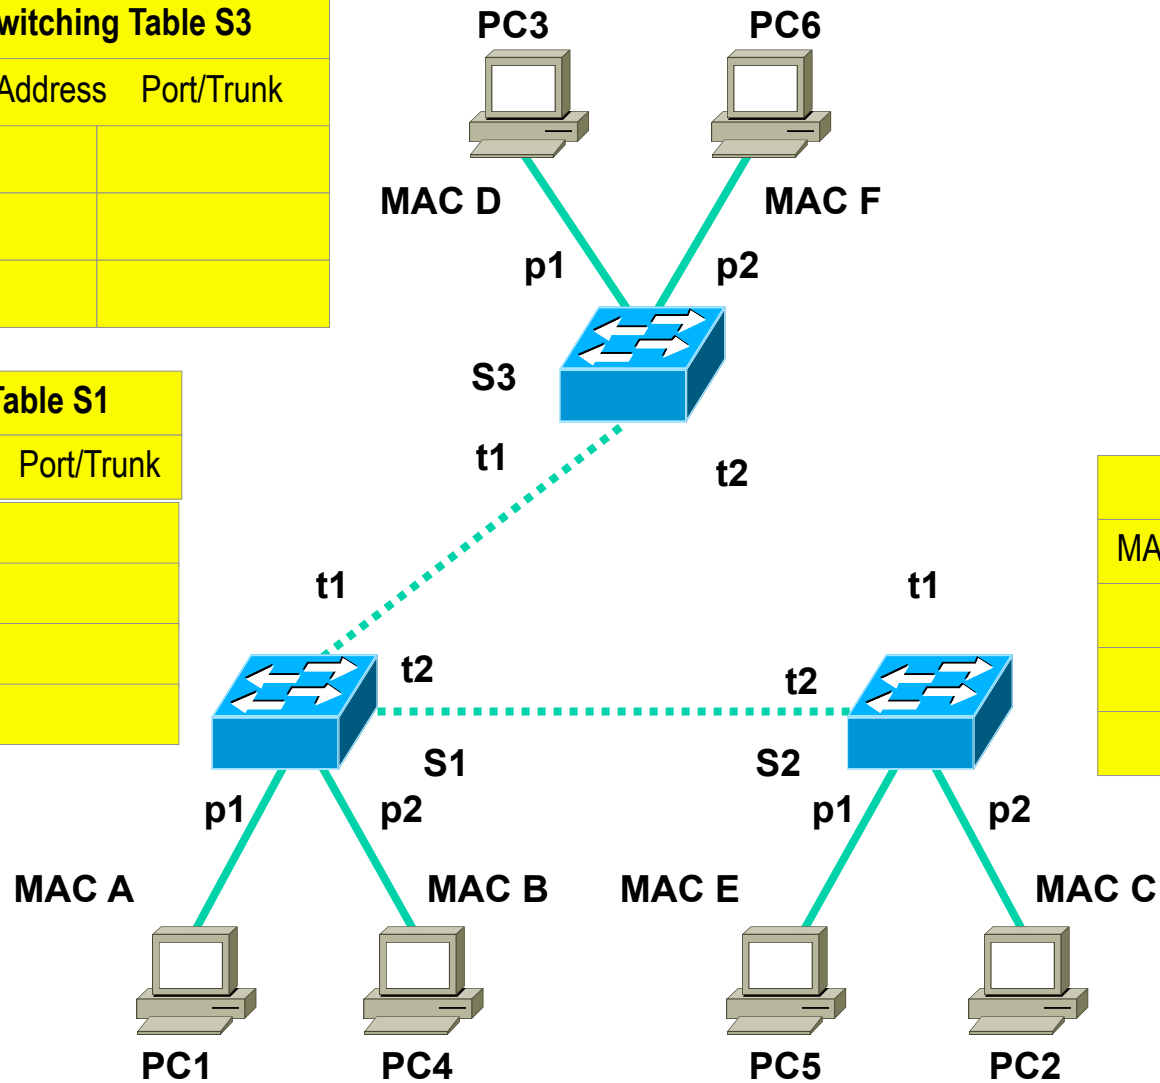 witching Table S3
Address Port/Trunk
PC3
PC6
MAC D
MAC F
p1
p2
S3
Table S1
Port/Trunk
t1
t2
MA
t1
t1
t2
t2
S1
S2
p1
p2
p1
p2
MAC A
MAC B
MAC E
MAC C
PC1
PC4
PC5
PC2